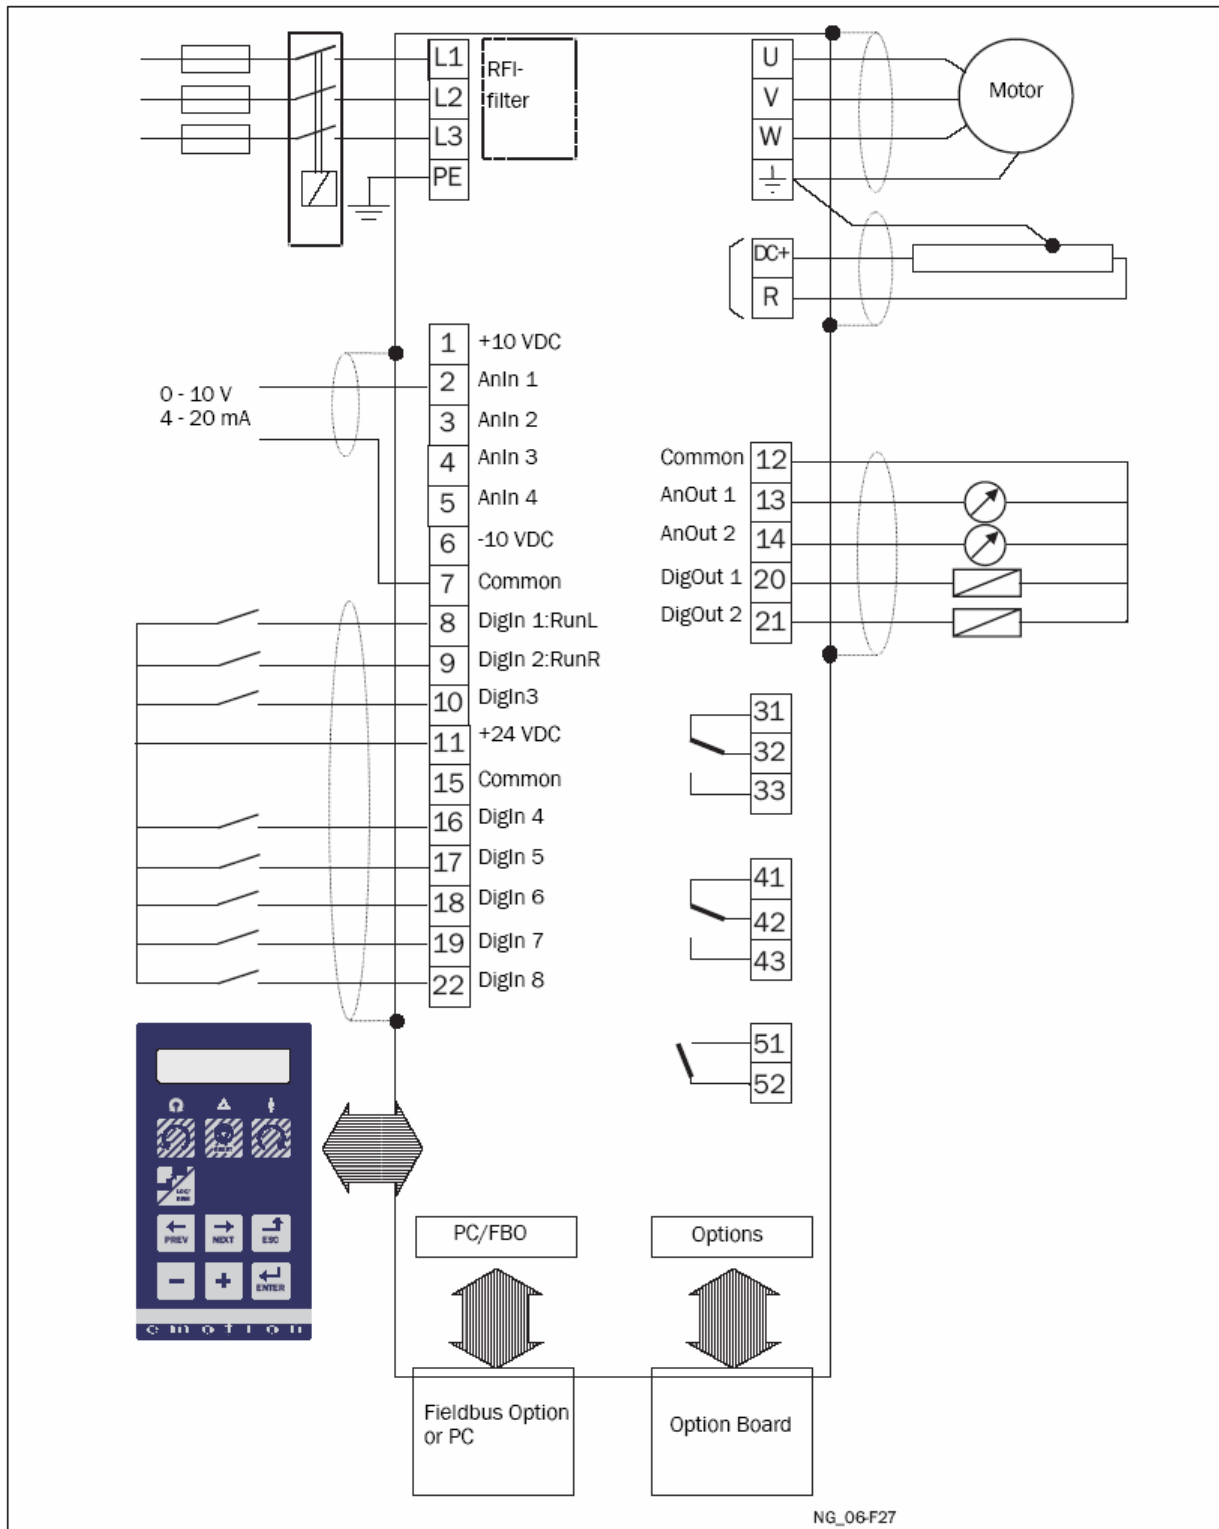 L1
L2
L3
PE
RFI-
filter
U
V
W
Motor
DC+
R
0 - 10 V
4 - 20 mA
1 +10 VDC
2 AnIn 1
3 AnIn 2
4 AnIn 3
5 AnIn 4
6 -10 VDC
7 Common
8 DigIn 1:RunL
9 DigIn 2:RunR
10 DigIn3
11 +24 VDC
15 Common
16 DigIn 4
17 DigIn 5
18 DigIn 6
19 DigIn 7
22 DigIn 8
Common 12
AnOut 1 13
AnOut 2 14
DigOut 1 20
DigOut 2 21
31
32
33
41
42
43
51
52
RESET
LOC/
REM
PREV
NEXT
ESC
ENTER
emotion
PC/FBO
Options
Fieldbus Option
or PC
Option Board
NG_06-F27